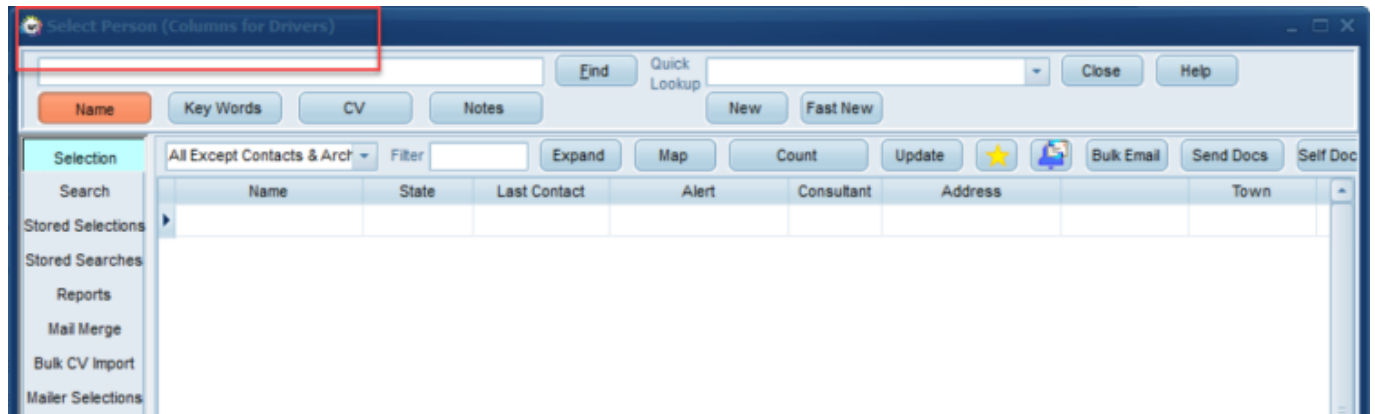 Select Person (Columns for Drivers)
Find
Quick Lookup
Close
Help
Name
Key Words
CV
Notes
New
Fast New
Selection
All Except Contacts & Arch
Filter
Expand
Map
Count
Update
Bulk Email
Send Docs
Self Doc
Search
Name
State
Last Contact
Alert
Consultant
Address
Town
Stored Selections
Stored Searches
Reports
Mail Merge
Bulk CV Import
Mailer Selections